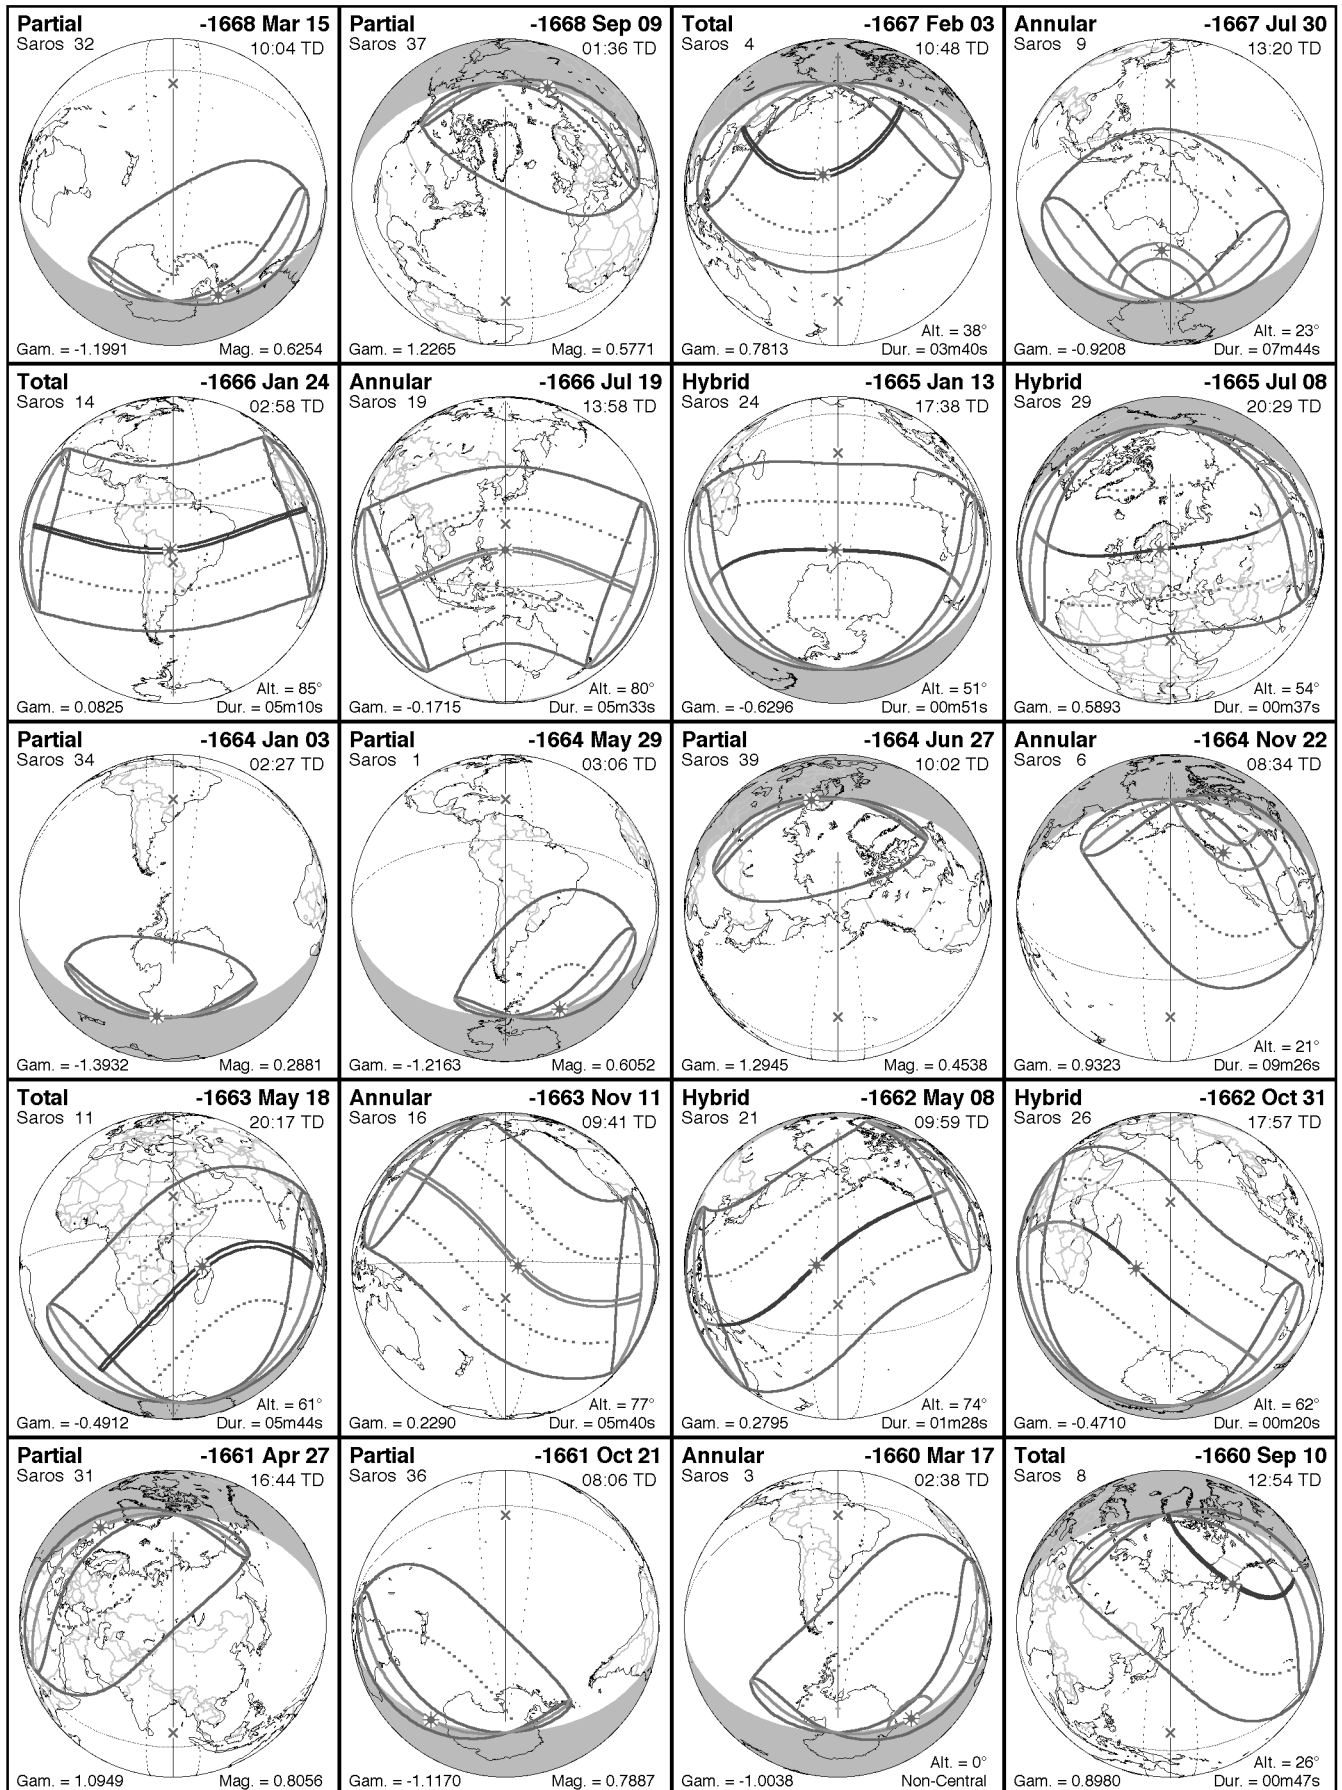 Partial -1668 Mar 15
Saros 32 10:04 TD
Gam. = -1.1991 Mag. = 0.6254
Partial -1668 Sep 09
Saros 37 01:36 TD
Gam. = 1.2265 Mag. = 0.5771
Total -1667 Feb 03
Saros 4 10:48 TD
Alt. = 38°
Gam. = 0.7813 Dur. = 03m40s
Annular -1667 Jul 30
Saros 9 13:20 TD
Alt. = 23°
Gam. = -0.9208 Dur. = 07m44s
Total -1666 Jan 24
Saros 14 02:58 TD
Alt. = 85°
Gam. = 0.0825 Dur. = 05m10s
Annular -1666 Jul 19
Saros 19 13:58 TD
Alt. = 80°
Gam. = -0.1715 Dur. = 05m33s
Hybrid -1665 Jan 13
Saros 24 17:38 TD
Alt. = 51°
Gam. = -0.6296 Dur. = 00m51s
Hybrid -1665 Jul 08
Saros 29 20:29 TD
Alt. = 54°
Gam. = 0.5893 Dur. = 00m37s
Partial -1664 Jan 03
Saros 34 02:27 TD
Gam. = -1.3932 Mag. = 0.2881
Partial -1664 May 29
Saros 1 03:06 TD
Gam. = -1.2163 Mag. = 0.6052
Partial -1664 Jun 27
Saros 39 10:02 TD
Gam. = 1.2945 Mag. = 0.4538
Annular -1664 Nov 22
Saros 6 08:34 TD
Alt. = 21°
Gam. = 0.9323 Dur. = 09m26s
Total -1663 May 18
Saros 11 20:17 TD
Alt. = 61°
Gam. = -0.4912 Dur. = 05m44s
Annular -1663 Nov 11
Saros 16 09:41 TD
Alt. = 77°
Gam. = 0.2290 Dur. = 05m40s
Hybrid -1662 May 08
Saros 21 09:59 TD
Alt. = 74°
Gam. = 0.2795 Dur. = 01m28s
Hybrid -1662 Oct 31
Saros 26 17:57 TD
Alt. = 62°
Gam. = -0.4710 Dur. = 00m20s
Partial -1661 Apr 27
Saros 31 16:44 TD
Gam. = 1.0949 Mag. = 0.8056
Partial -1661 Oct 21
Saros 36 08:06 TD
Gam. = -1.1170 Mag. = 0.7887
Annular -1660 Mar 17
Saros 3 02:38 TD
Alt. = 0°
Gam. = -1.0038 Non-Central
Total -1660 Sep 10
Saros 8 12:54 TD
Alt. = 26°
Gam. = 0.8980 Dur. = 00m47s